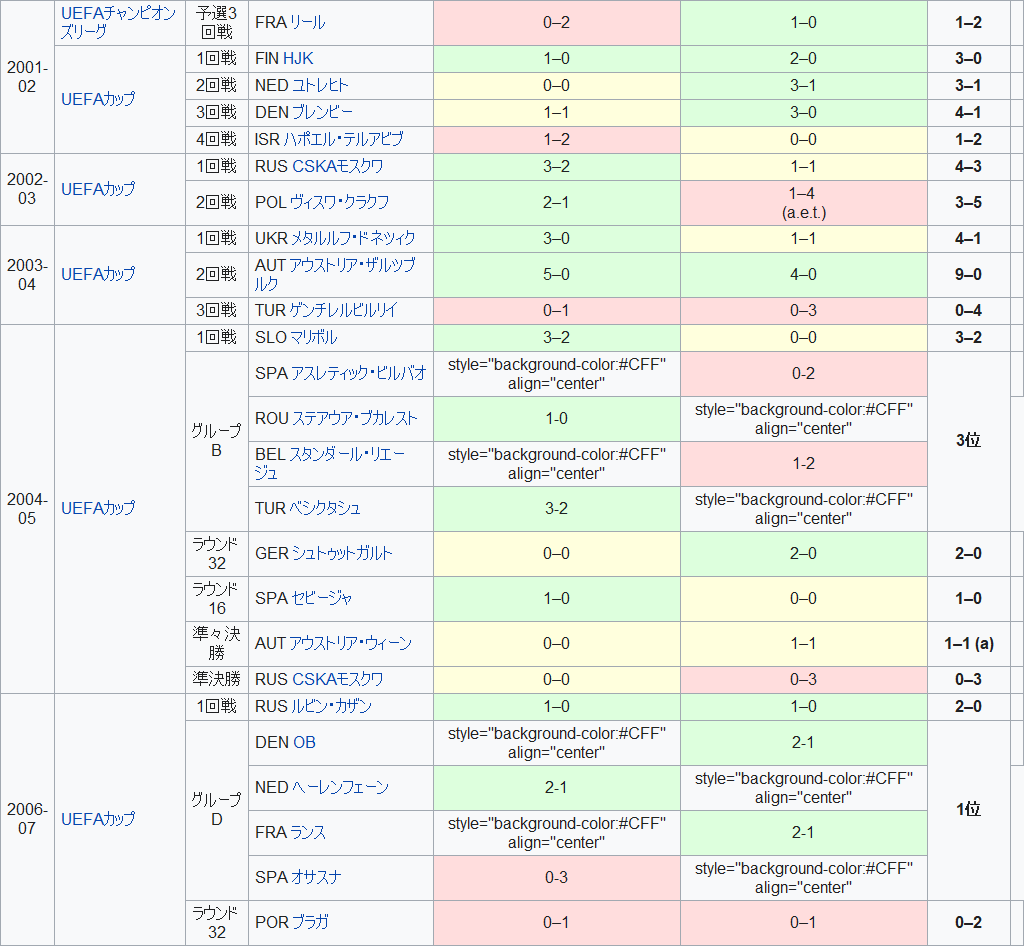 2001-
02
UEFAチャンピオン
ズリーグ
予選3
回戦
FRA リール
0–2
1–0
1–2
UEFAカップ
1回戦
FIN HJK
1–0
2–0
3–0
2回戦
NED ユトレヒト
0–0
3–1
3–1
3回戦
DEN ブレンビー
1–1
3–0
4–1
4回戦
ISR ハポエル・テルアビブ
1–2
0–0
1–2
2002-
03
UEFAカップ
1回戦
RUS CSKAモスクワ
3–2
1–1
4–3
2回戦
POL ヴィスワ・クラクフ
2–1
1–4
(a.e.t.)
3–5
2003-
04
UEFAカップ
1回戦
UKR メタルルフ・ドネツィク
3–0
1–1
4–1
2回戦
AUT アウストリア・ザルツブ
ルク
5–0
4–0
9–0
3回戦
TUR ゲンチレルビルリイ
0–1
0–3
0–4
2004-
05
UEFAカップ
1回戦
SLO マリボル
3–2
0–0
3–2
グループ
B
SPA アスレティック・ビルバオ
style="background-color:#CFF"
align="center"
0-2
3位
ROU ステアウア・ブカレスト
1-0
style="background-color:#CFF"
align="center"
BEL スタンダール・リエー
ジュ
style="background-color:#CFF"
align="center"
1-2
TUR ベシクタシュ
3-2
style="background-color:#CFF"
align="center"
ラウンド
32
GER シュトゥットガルト
0–0
2–0
2–0
ラウンド
16
SPA セビージャ
1–0
0–0
1–0
準々決
勝
AUT アウストリア・ウィーン
0–0
1–1
1–1 (a)
準決勝
RUS CSKAモスクワ
0–0
0–3
0–3
2006-
07
UEFAカップ
1回戦
RUS ルビン・カザン
1–0
1–0
2–0
グループ
D
DEN OB
style="background-color:#CFF"
align="center"
2-1
1位
NED ヘーレンフェーン
2-1
style="background-color:#CFF"
align="center"
FRA ランス
style="background-color:#CFF"
align="center"
2-1
SPA オサスナ
0-3
style="background-color:#CFF"
align="center"
ラウンド
32
POR ブラガ
0–1
0–1
0–2